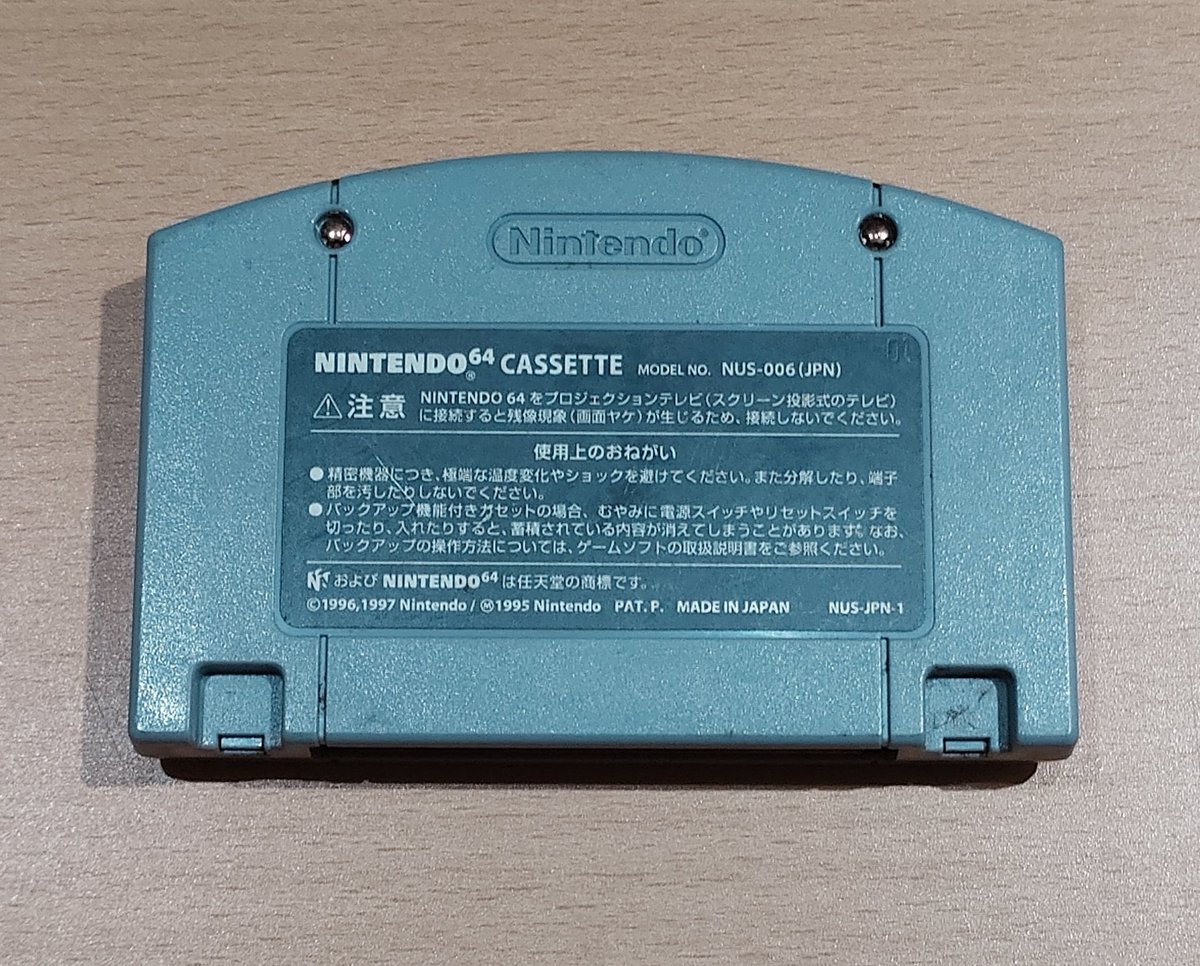 Nintendo®
NINTENDO64® CASSETTE MODEL NO. NUS-006(JPN)
注意 NINTENDO 64 をプロジェクションテレビ(スクリーン投影式のテレビ)
に接続すると残像現象(画面ヤケ)が生じるため、接続しないでください。
使用上のおねがい
●精密機器につき、極端な温度変化やショックを避けてください。また分解したり、端子
部を汚したりしないでください。
●バックアップ機能付きカセットの場合、むやみに電源スイッチやリセットスイッチを
切ったり、入れたりすると、蓄積されている内容が消えてしまうことがあります。なお、
バックアップの操作方法については、ゲームソフトの取扱説明書をご参照ください。
および NINTENDO64 は任天堂の商標です。
©1996,1997 Nintendo / Ⓜ1995 Nintendo PAT. P. MADE IN JAPAN NUS-JPN-1